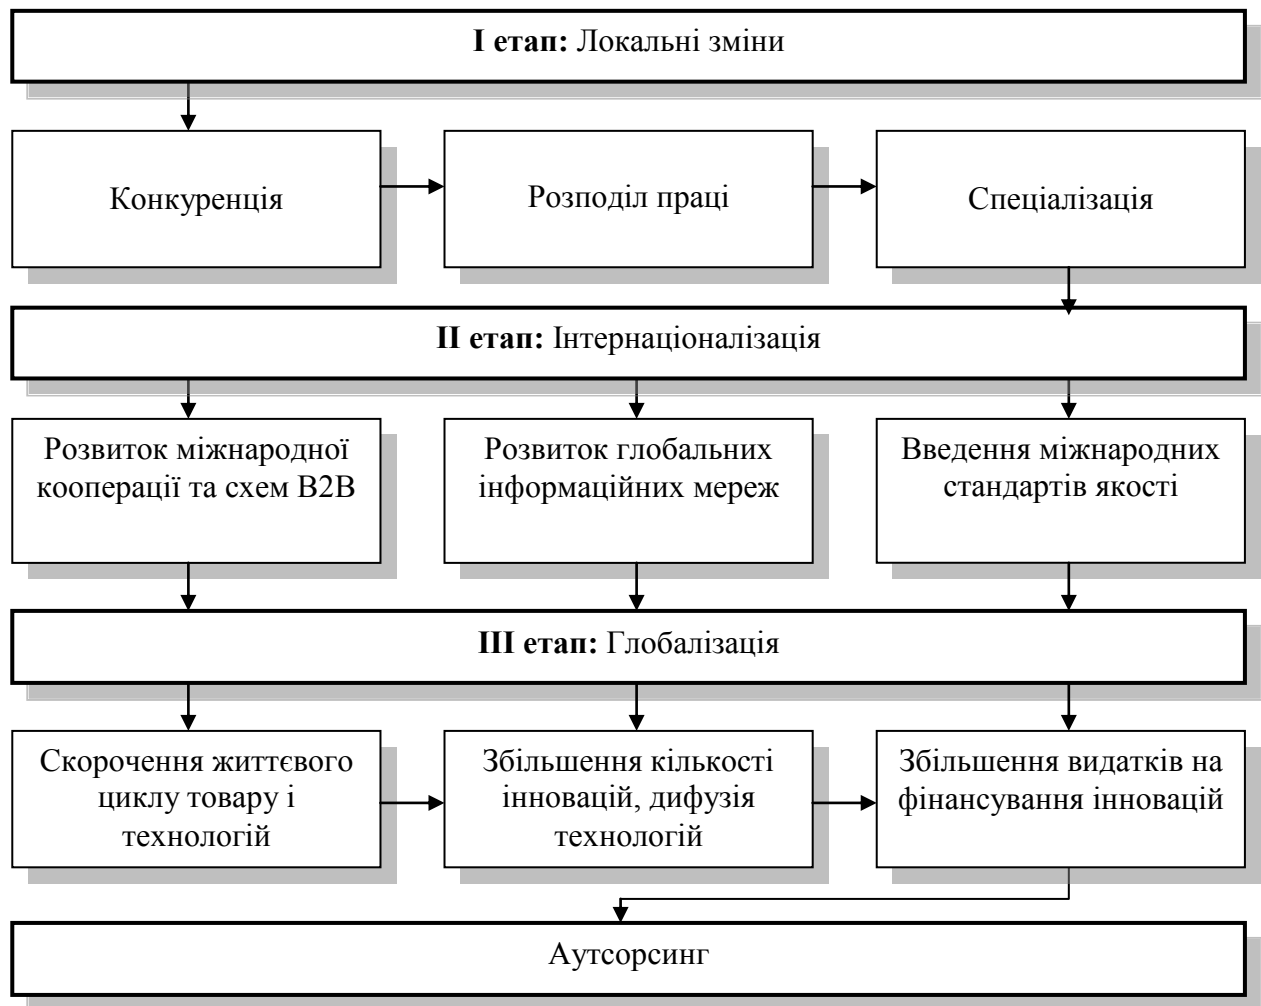 I етап: Локальні зміни
Конкуренція
Розподіл праці
Спеціалізація
II етап: Інтернаціоналізація
Розвиток міжнародної
кооперації та схем B2B
Розвиток глобальних
інформаційних мереж
Введення міжнародних
стандартів якості
III етап: Глобалізація
Скорочення життєвого
циклу товару і
технологій
Збільшення кількості
інновацій, дифузія
технологій
Збільшення видатків на
фінансування інновацій
Аутсорсинг